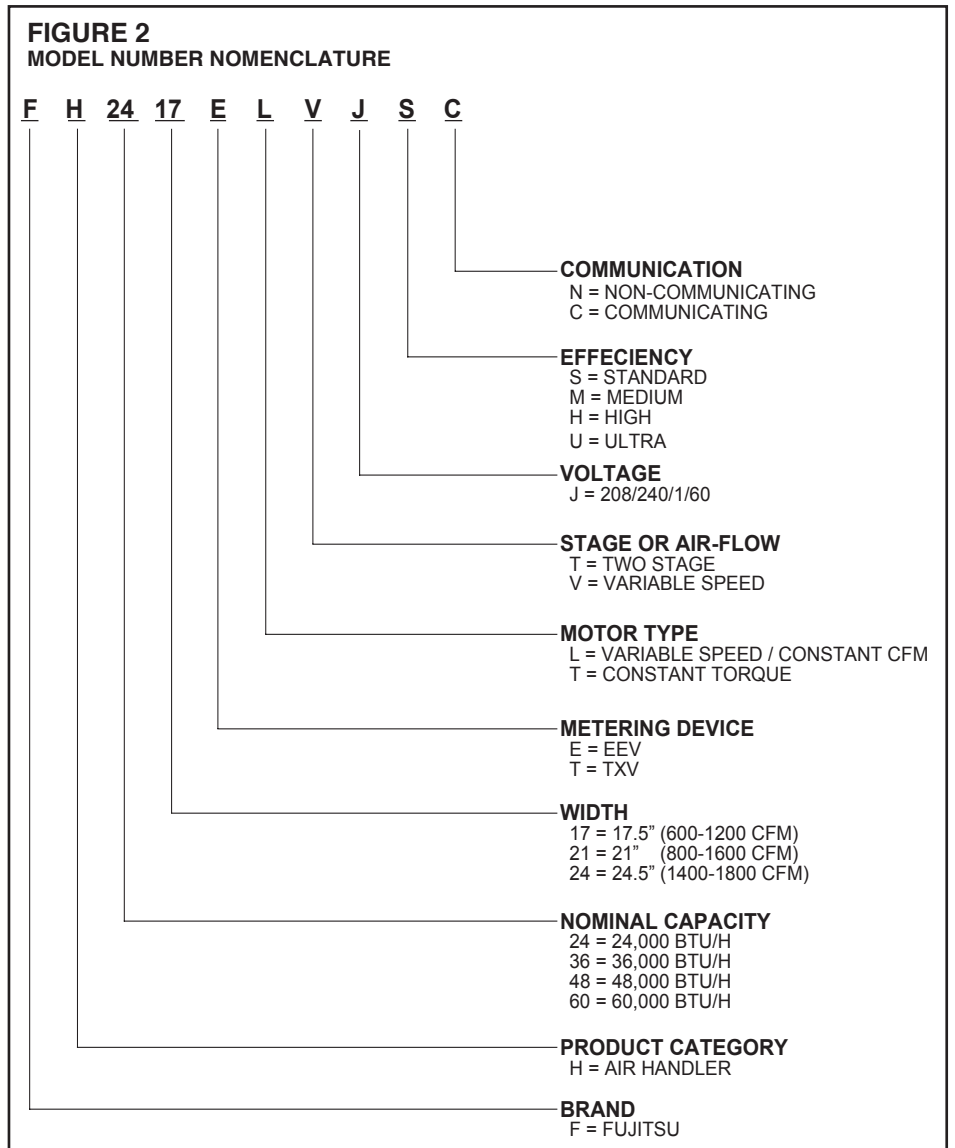 FIGURE 2
MODEL NUMBER NOMENCLATURE
F H 24 17 E L V J S C
COMMUNICATION
N = NON-COMMUNICATING
C = COMMUNICATING
EFFECIENCY
S = STANDARD
M = MEDIUM
H = HIGH
U = ULTRA
VOLTAGE
J = 208/240/1/60
STAGE OR AIR-FLOW
T = TWO STAGE
V = VARIABLE SPEED
MOTOR TYPE
L = VARIABLE SPEED / CONSTANT CFM
T = CONSTANT TORQUE
METERING DEVICE
E = EEV
T = TXV
WIDTH
17 = 17.5” (600-1200 CFM)
21 = 21” (800-1600 CFM)
24 = 24.5” (1400-1800 CFM)
NOMINAL CAPACITY
24 = 24,000 BTU/H
36 = 36,000 BTU/H
48 = 48,000 BTU/H
60 = 60,000 BTU/H
PRODUCT CATEGORY
H = AIR HANDLER
BRAND
F = FUJITSU